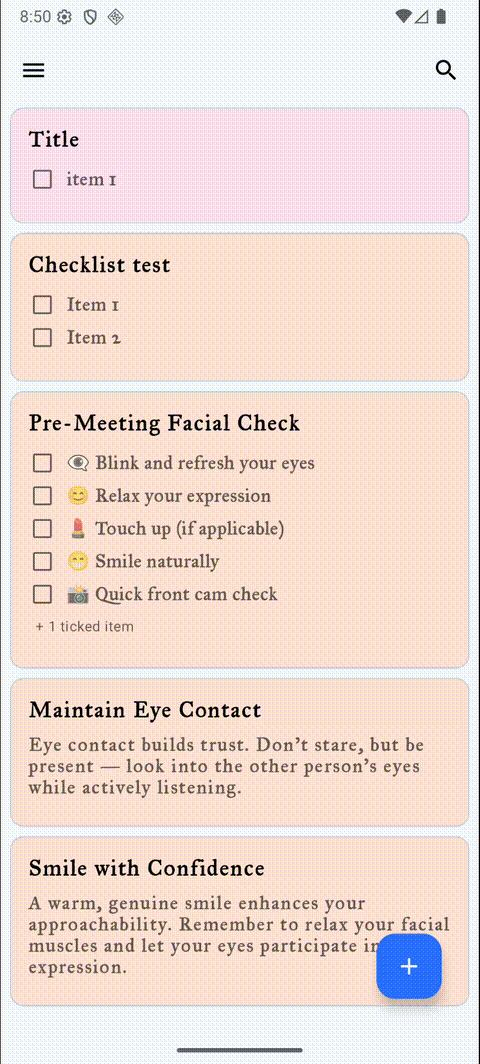 8:50
Title
item 1
Checklist test
Item 1
Item 2
Pre-Meeting Facial Check
👁️ Blink and refresh your eyes
😊 Relax your expression
💄 Touch up (if applicable)
😁 Smile naturally
📸 Quick front cam check
+ 1 ticked item
Maintain Eye Contact
Eye contact builds trust. Don't stare, but be
present — look into the other person's eyes
while actively listening.
Smile with Confidence
A warm, genuine smile enhances your
approachability. Remember to relax your facial
muscles and let your eyes participate in
expression.